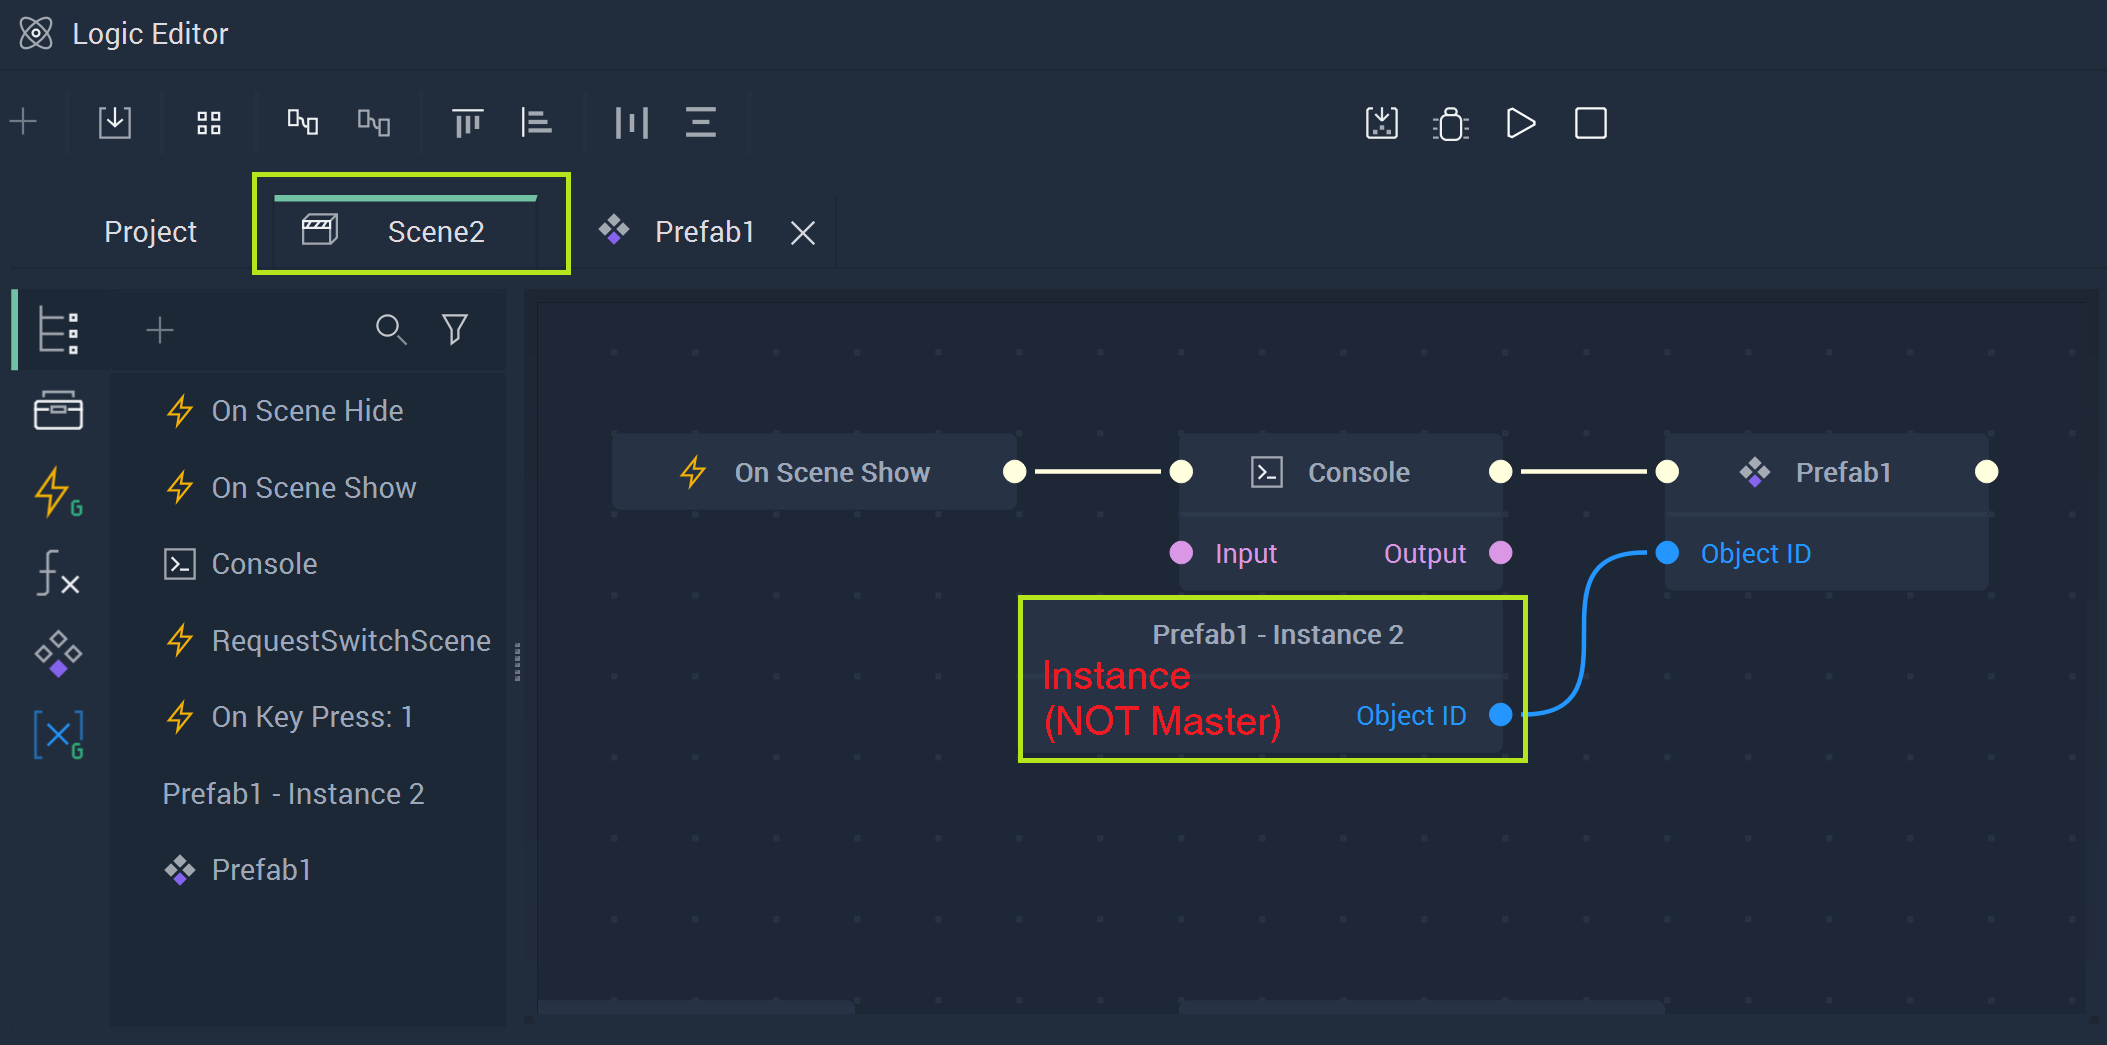 Logic Editor
Project
Scene2
Prefab1
On Scene Hide
On Scene Show
Console
RequestSwitchScene
On Key Press: 1
Prefab1 - Instance 2
Prefab1
G
G
On Scene Show
Console
Prefab1
Input
Output
Object ID
Prefab1 - Instance 2
Instance
(NOT Master)
Object ID